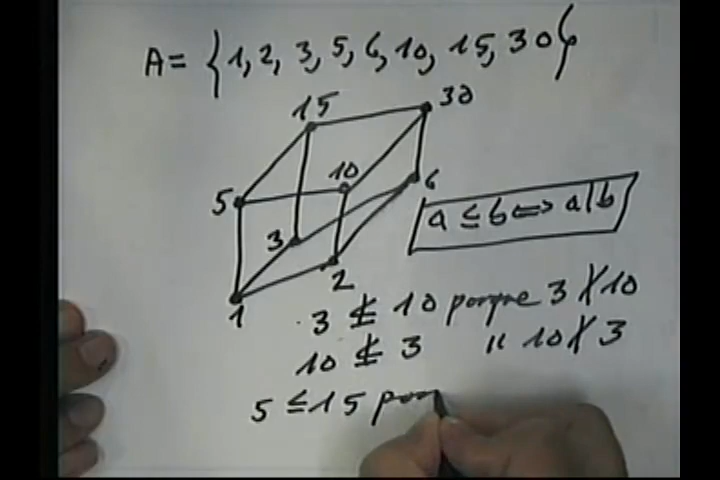 A = {1, 2, 3, 5, 6, 10, 15, 30}
15
30
10
6
5
3
2
1
a ≤ b ⟺ a|b
3 ≰ 10 porque 3 ∤ 10
10 ≰ 3 " 10 ∤ 3
5 ≤ 15 porq